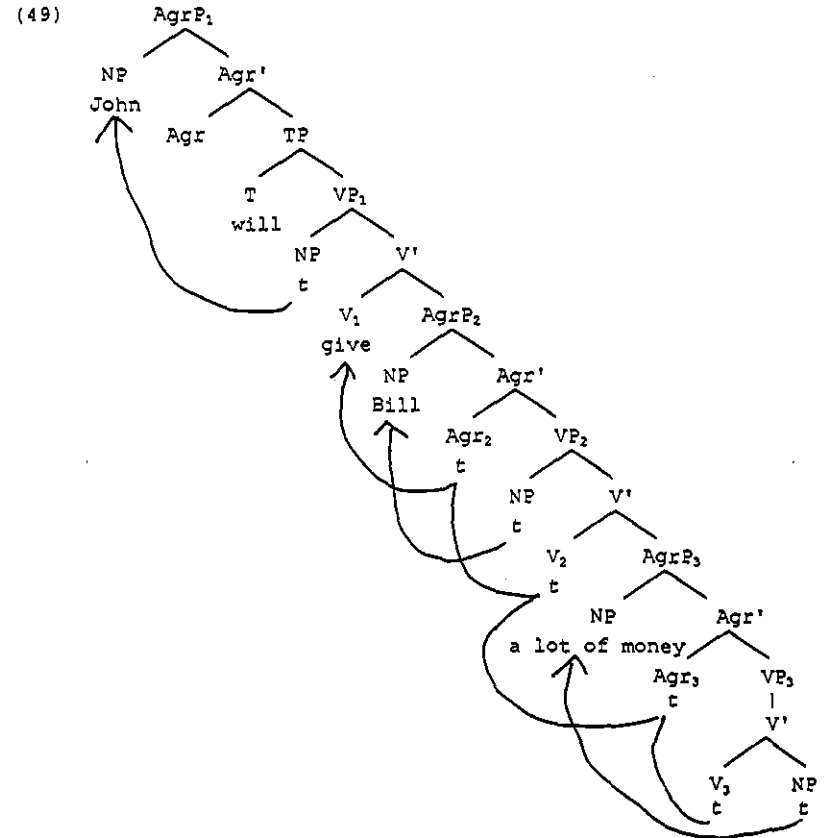 (49) AgrP₁
NP Agr'
John
Agr TP
T VP₁
will
NP V'
t
V₁ AgrP₂
give
NP Agr'
Bill
Agr₂ VP₂
t
NP V'
t
V₂ AgrP₃
t
NP Agr'
a lot of money
Agr₃ VP₃
t
V'
V₃ NP
t t